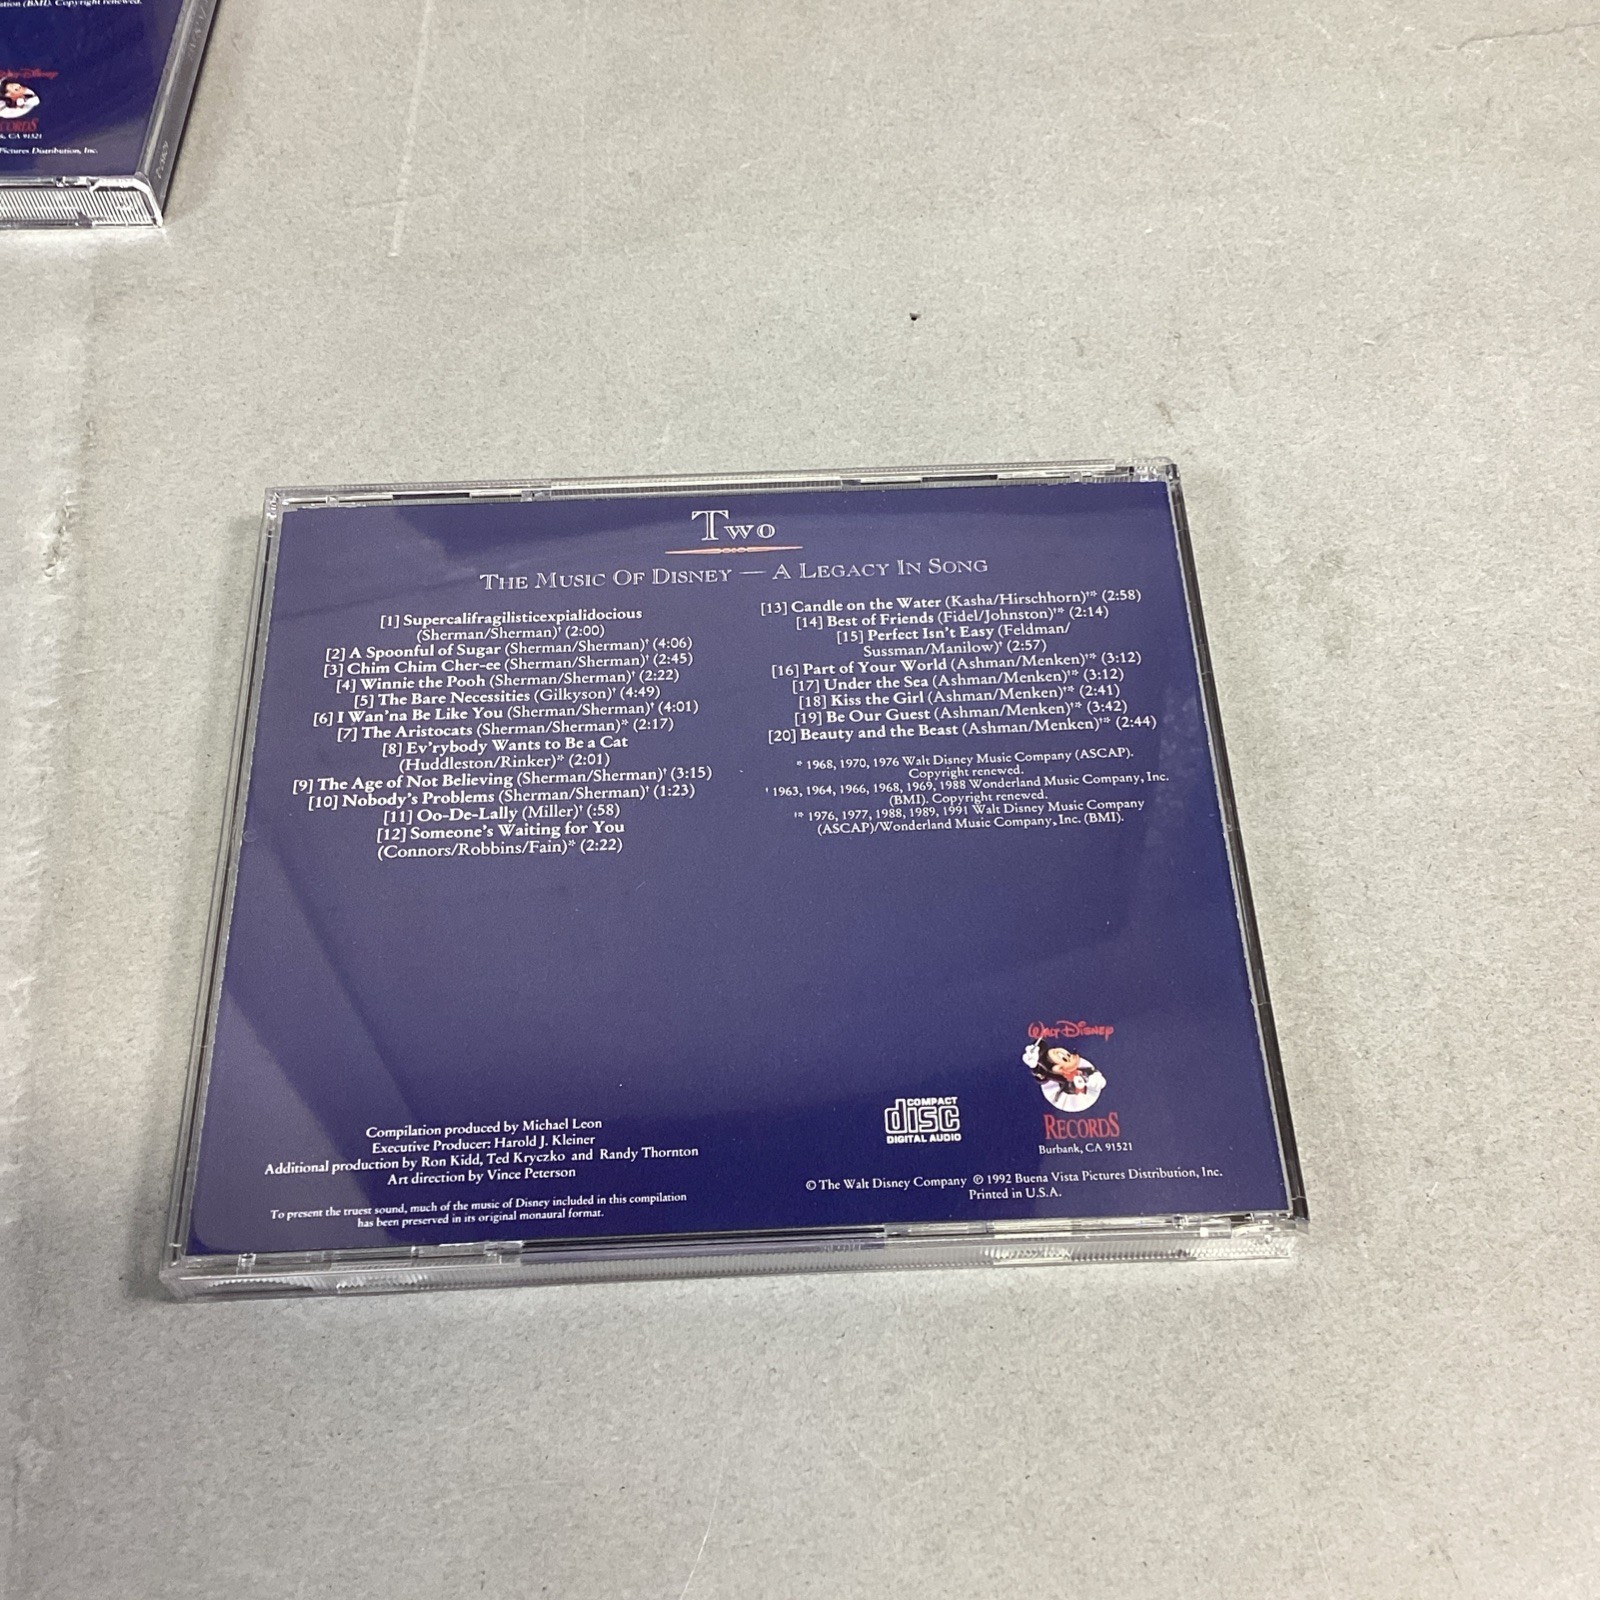 ation (BMI). Copyright renewed.
Walt Disney
RECORDS
CA 91521
Pictures Distribution, Inc.
Two
The Music Of Disney — A Legacy In Song
[1] Supercalifragilisticexpialidocious
(Sherman/Sherman)† (2:00)
[2] A Spoonful of Sugar (Sherman/Sherman)† (4:06)
[3] Chim Chim Cher-ee (Sherman/Sherman)† (2:45)
[4] Winnie the Pooh (Sherman/Sherman)† (2:22)
[5] The Bare Necessities (Gilkyson)† (4:49)
[6] I Wan'na Be Like You (Sherman/Sherman)† (4:01)
[7] The Aristocats (Sherman/Sherman)* (2:17)
[8] Ev'rybody Wants to Be a Cat
(Huddleston/Rinker)* (2:01)
[9] The Age of Not Believing (Sherman/Sherman)† (3:15)
[10] Nobody's Problems (Sherman/Sherman)† (1:23)
[11] Oo-De-Lally (Miller)† (:58)
[12] Someone's Waiting for You
(Connors/Robbins/Fain)* (2:22)
[13] Candle on the Water (Kasha/Hirschhorn)†* (2:58)
[14] Best of Friends (Fidel/Johnston)†* (2:14)
[15] Perfect Isn't Easy (Feldman/
Sussman/Manilow)† (2:57)
[16] Part of Your World (Ashman/Menken)†* (3:12)
[17] Under the Sea (Ashman/Menken)†* (3:12)
[18] Kiss the Girl (Ashman/Menken)†* (2:41)
[19] Be Our Guest (Ashman/Menken)†* (3:42)
[20] Beauty and the Beast (Ashman/Menken)†* (2:44)
* 1968, 1970, 1976 Walt Disney Music Company (ASCAP).
Copyright renewed.
† 1963, 1964, 1966, 1968, 1969, 1988 Wonderland Music Company, Inc.
(BMI). Copyright renewed.
†* 1976, 1977, 1988, 1989, 1991 Walt Disney Music Company
(ASCAP)/Wonderland Music Company, Inc. (BMI).
Compilation produced by Michael Leon
Executive Producer: Harold J. Kleiner
Additional production by Ron Kidd, Ted Kryczko and Randy Thornton
Art direction by Vince Peterson
To present the truest sound, much of the music of Disney included in this compilation
has been preserved in its original monaural format.
COMPACT
disc
DIGITAL AUDIO
Walt Disney
RECORDS
Burbank, CA 91521
© The Walt Disney Company ℗ 1992 Buena Vista Pictures Distribution, Inc.
Printed in U.S.A.